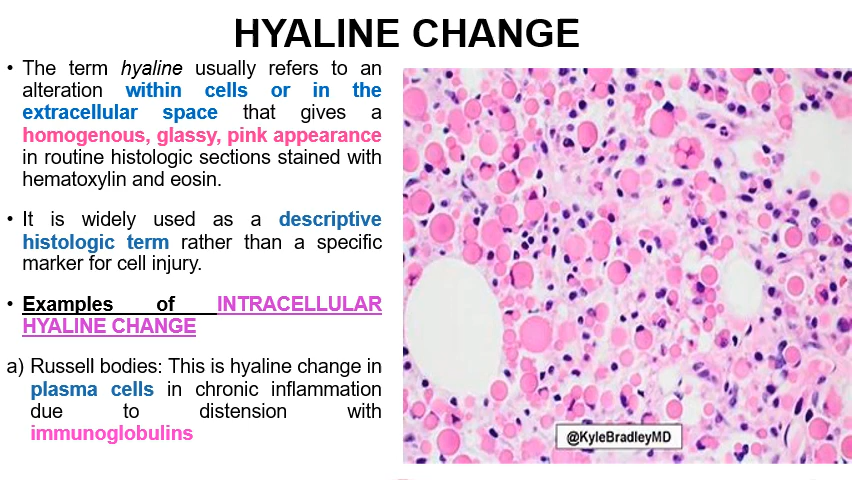 HYALINE CHANGE
• The term hyaline usually refers to an
alteration within cells or in the
extracellular space that gives a
homogenous, glassy, pink appearance
in routine histologic sections stained with
hematoxylin and eosin.
• It is widely used as a descriptive
histologic term rather than a specific
marker for cell injury.
• Examples of INTRACELLULAR
HYALINE CHANGE
a) Russell bodies: This is hyaline change in
plasma cells in chronic inflammation
due to distension with
immunoglobulins
@KyleBradleyMD